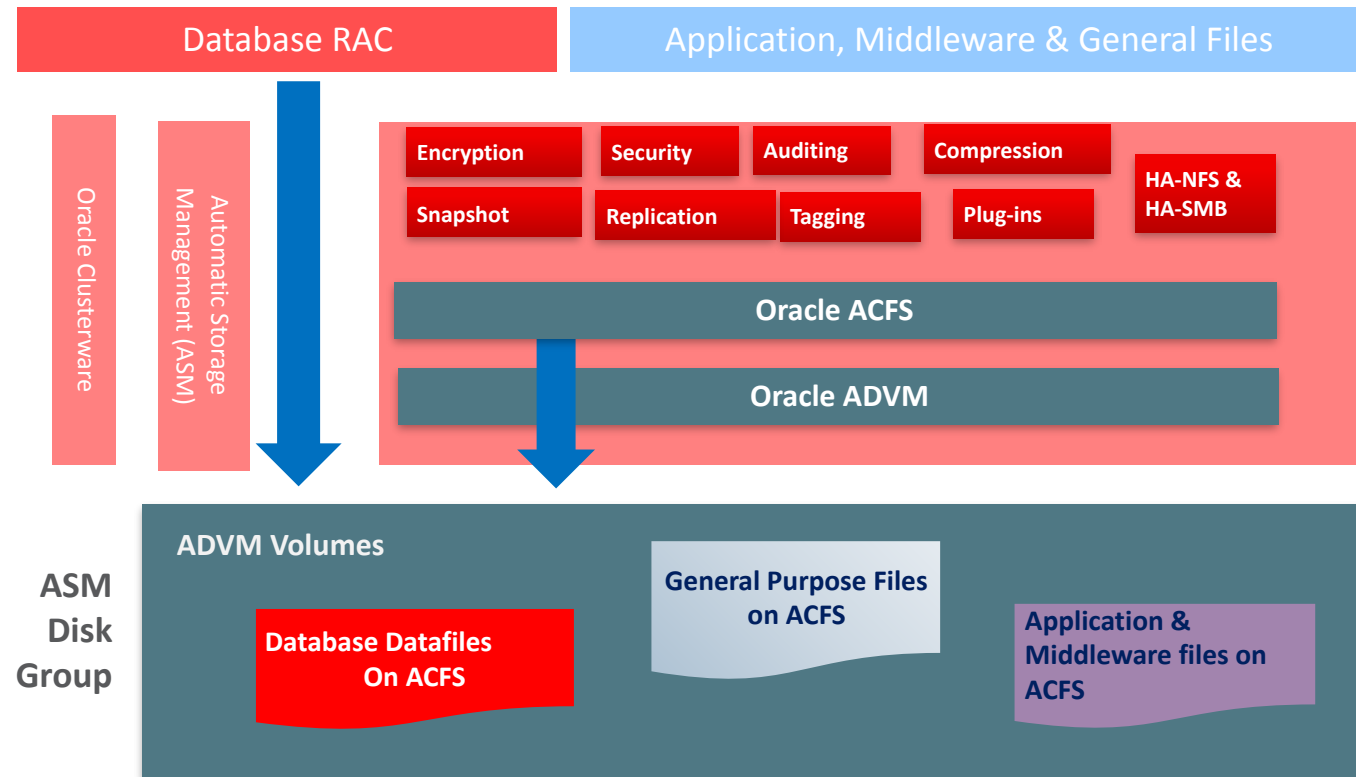 Database RAC
Application, Middleware & General Files
Oracle Clusterware
Automatic Storage
Management (ASM)
Encryption
Security
Auditing
Compression
HA-NFS &
HA-SMB
Snapshot
Replication
Tagging
Plug-ins
Oracle ACFS
Oracle ADVM
ASM
Disk
Group
ADVM Volumes
Database Datafiles
On ACFS
General Purpose Files
on ACFS
Application &
Middleware files on
ACFS